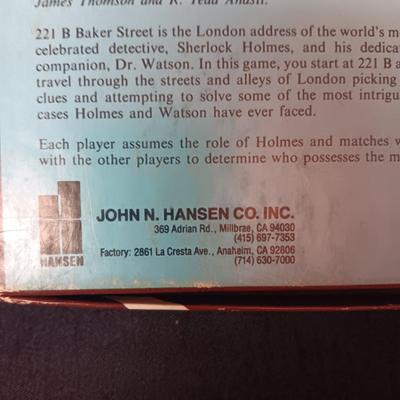 James Thomson and R.
221 B Baker Street is the London address of the world's m
celebrated detective, Sherlock Holmes, and his dedica
companion, Dr. Watson. In this game, you start at 221 B a
travel through the streets and alleys of London picking
clues and attempting to solve some of the most intrigu
cases Holmes and Watson have ever faced.
Each player assumes the role of Holmes and matches w
with the other players to determine who possesses the m
HANSEN
JOHN N. HANSEN CO. INC.
369 Adrian Rd., Millbrae, CA 94030
(415) 697-7353
Factory: 2861 La Cresta Ave., Anaheim, CA 92806
(714) 630-7000